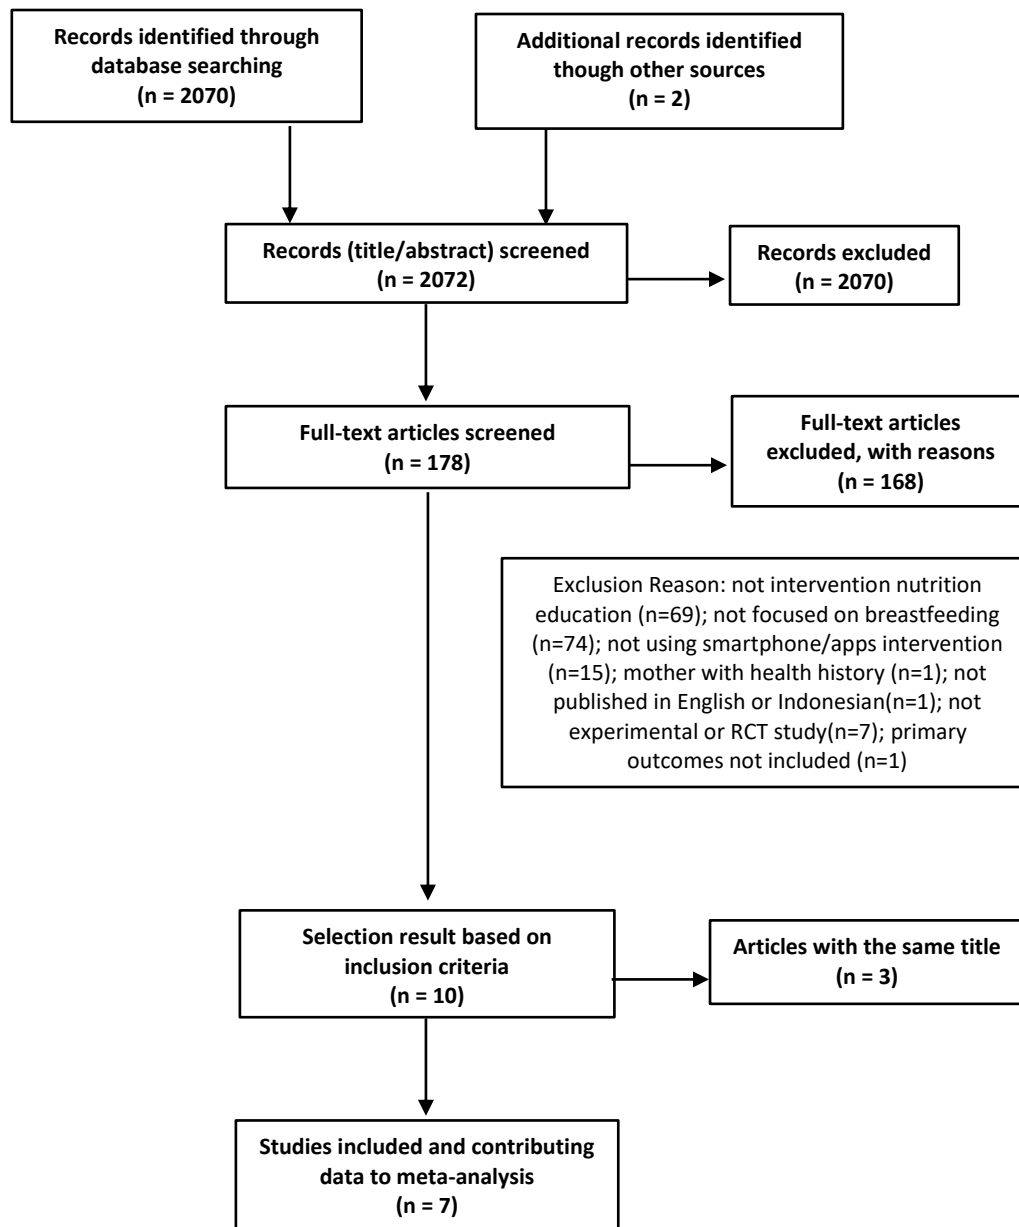 Records identified through
database searching
(n = 2070)
Additional records identified
though other sources
(n = 2)
Records (title/abstract) screened
(n = 2072)
Records excluded
(n = 2070)
Full-text articles screened
(n = 178)
Full-text articles
excluded, with reasons
(n = 168)
Exclusion Reason: not intervention nutrition
education (n=69); not focused on breastfeeding
(n=74); not using smartphone/apps intervention
(n=15); mother with health history (n=1); not
published in English or Indonesian(n=1); not
experimental or RCT study(n=7); primary
outcomes not included (n=1)
Selection result based on
inclusion criteria
(n = 10)
Articles with the same title
(n = 3)
Studies included and contributing
data to meta-analysis
(n = 7)